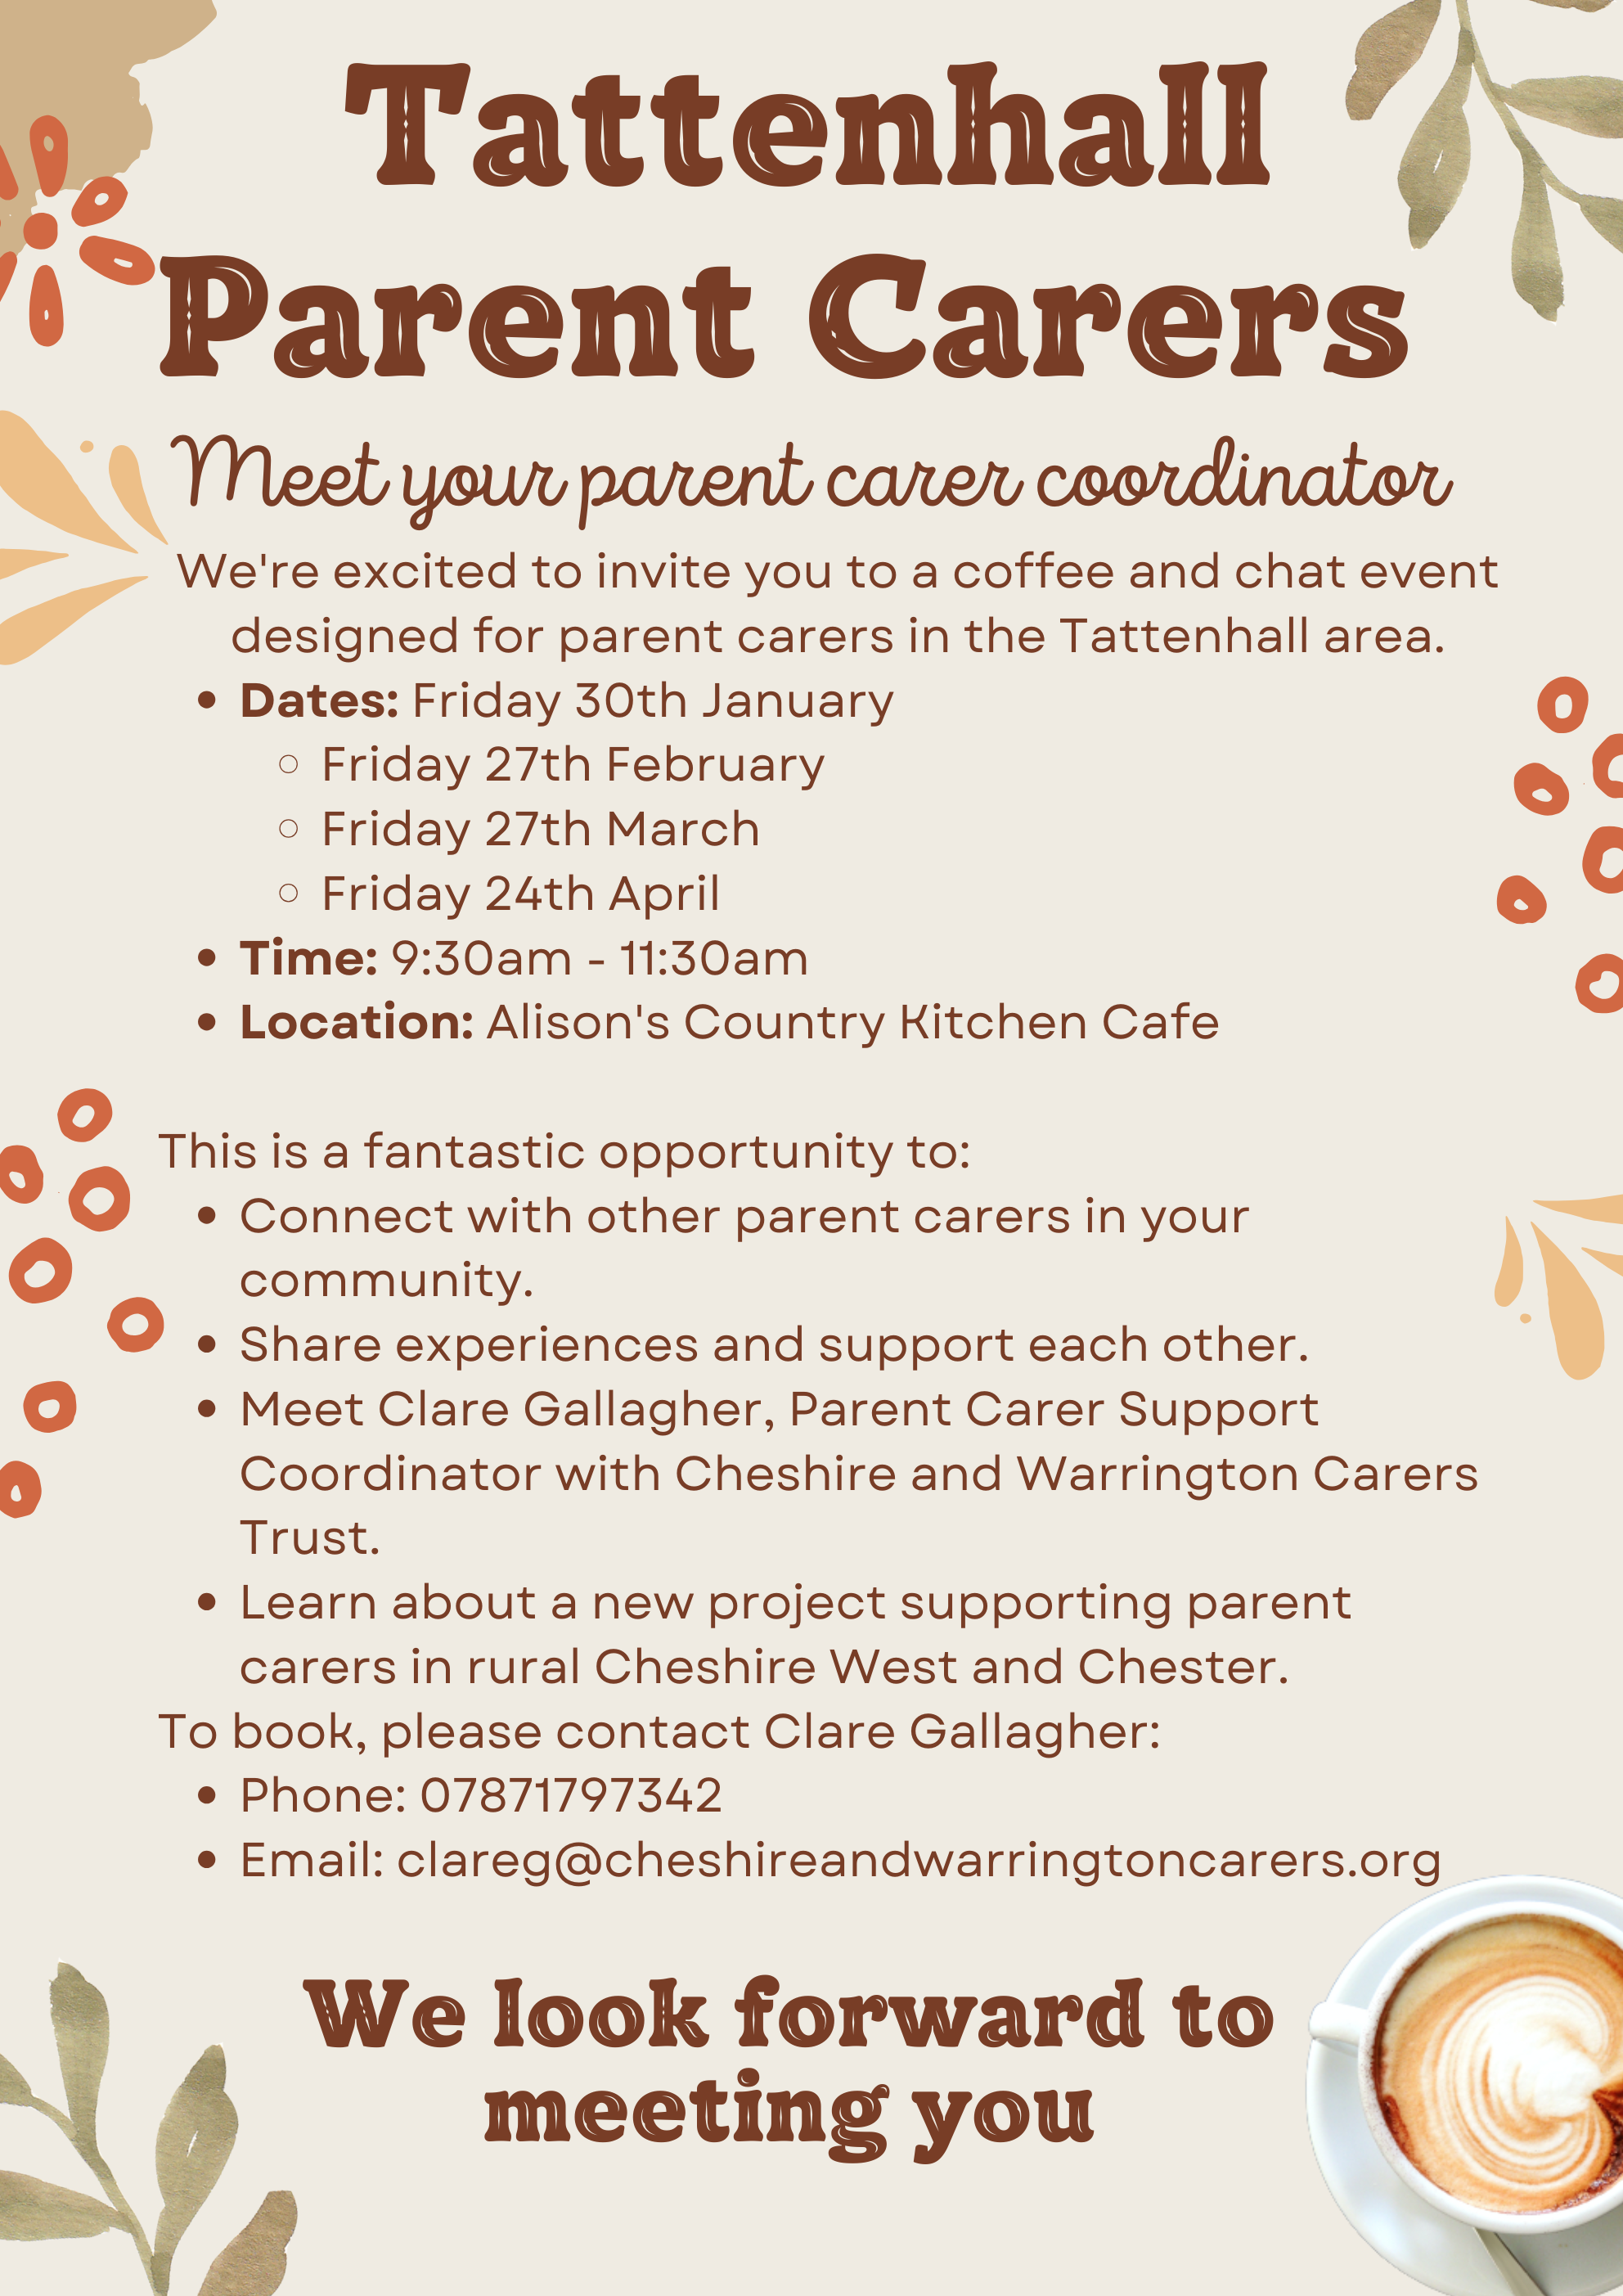 Tattenhall
Parent Carers
Meet your parent carer coordinator
We're excited to invite you to a coffee and chat event
designed for parent carers in the Tattenhall area.
• Dates: Friday 30th January
○ Friday 27th February
○ Friday 27th March
○ Friday 24th April
• Time: 9:30am - 11:30am
• Location: Alison's Country Kitchen Cafe
This is a fantastic opportunity to:
• Connect with other parent carers in your
community.
• Share experiences and support each other.
• Meet Clare Gallagher, Parent Carer Support
Coordinator with Cheshire and Warrington Carers
Trust.
• Learn about a new project supporting parent
carers in rural Cheshire West and Chester.
To book, please contact Clare Gallagher:
• Phone: 07871797342
• Email: clareg@cheshireandwarringtoncarers.org
We look forward to
meeting you